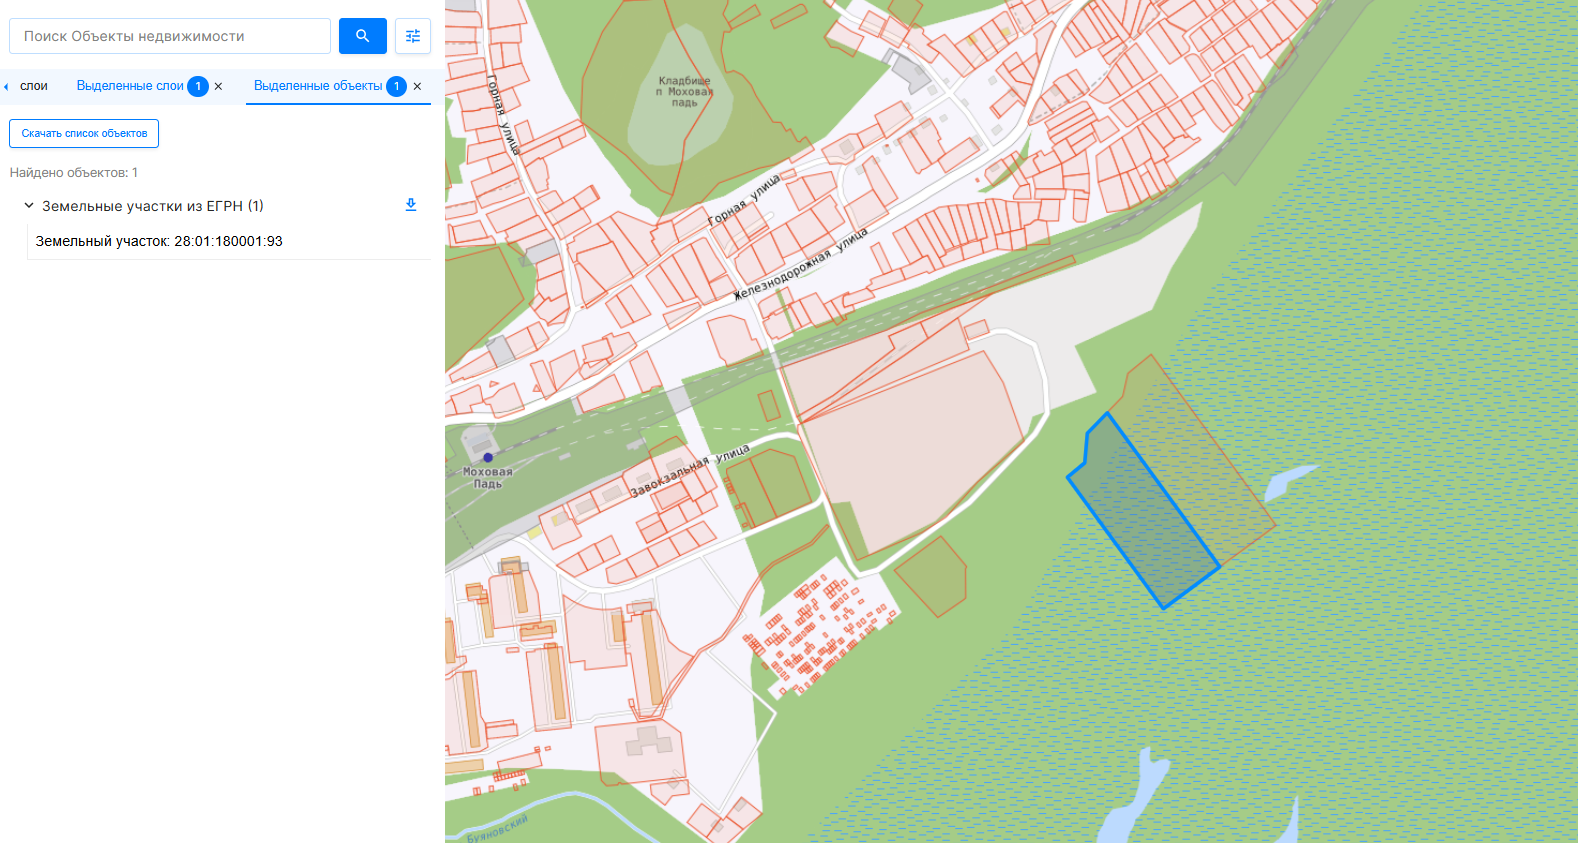 Поиск Объекты недвижимости
слои
Выделенные слои 1
Выделенные объекты 1
Скачать список объектов
Найдено объектов: 1
Земельные участки из ЕГРН (1)
Земельный участок: 28:01:180001:93
Горная улица
Кладбище
п Моховая
падь
Горная улица
Железнодорожная улица
Моховая
Падь
Завокзальная улица
Буяновский